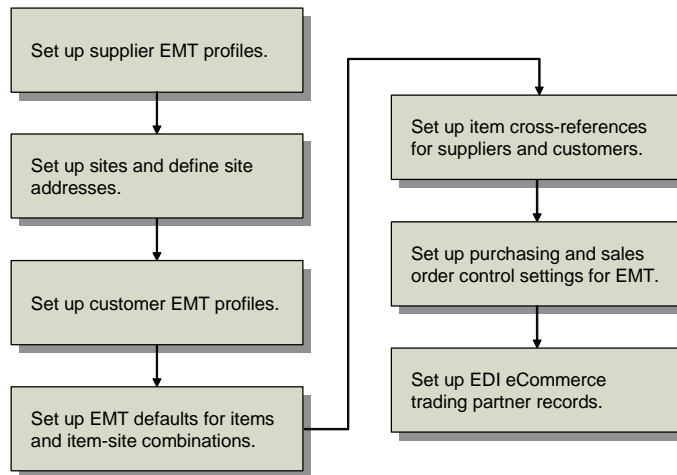 Set up supplier EMT profiles.
Set up sites and define site
addresses.
Set up customer EMT profiles.
Set up EMT defaults for items
and item-site combinations.
Set up item cross-references
for suppliers and customers.
Set up purchasing and sales
order control settings for EMT.
Set up EDI eCommerce
trading partner records.